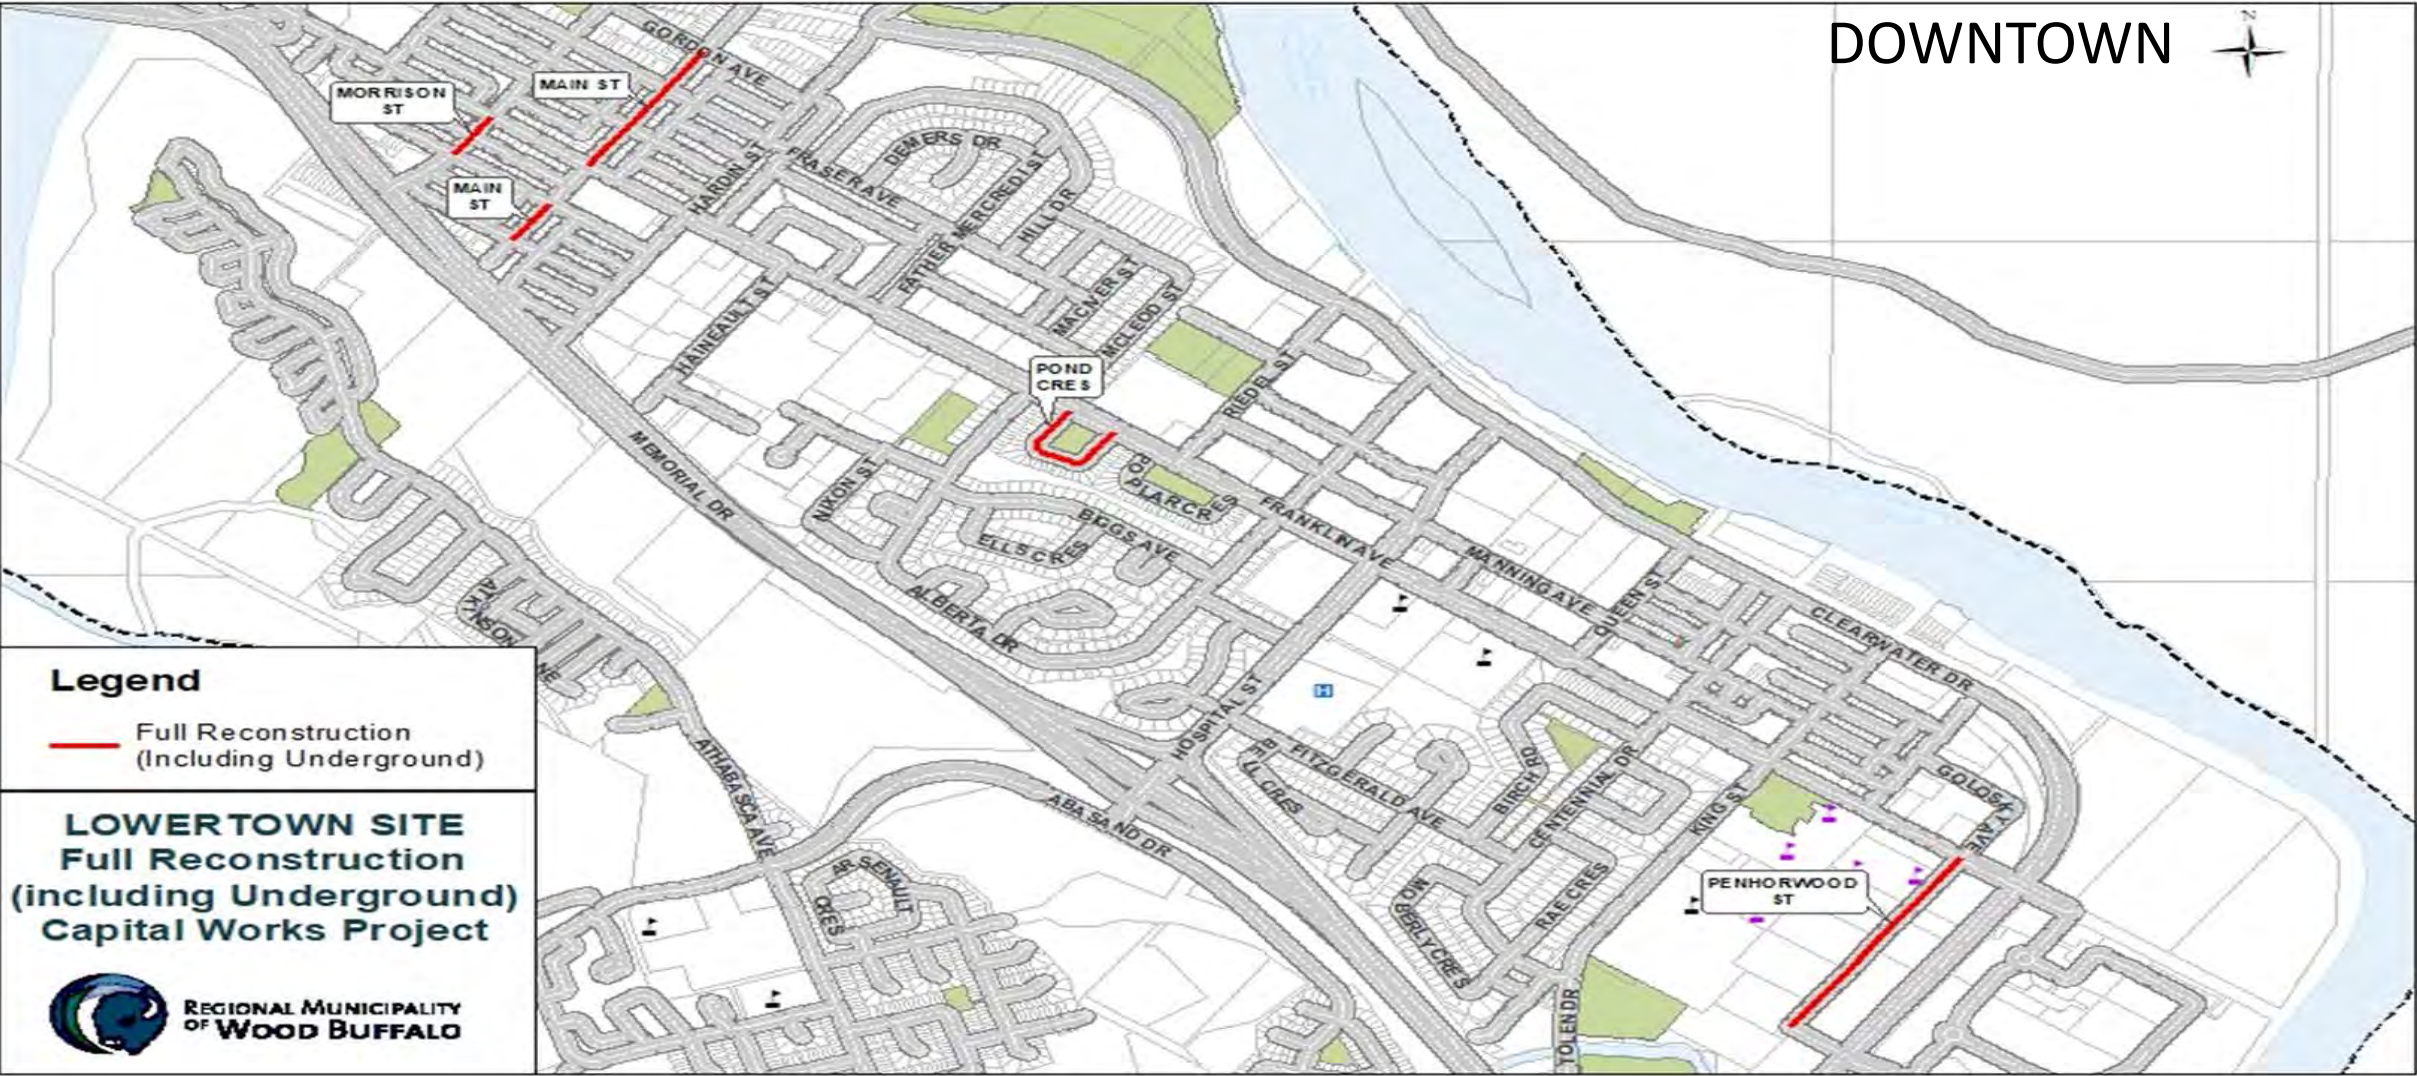 DOWNTOWN
N
GORDON AVE
MAIN ST
MORRISON
ST
MAIN
ST
HARDIN ST
FRASER AVE
DEMERS DR
FATHER MERCREDI ST
HILL DR
MACIVER ST
MCLEOD ST
HAINEAULT ST
POND
CRES
RIEDEL ST
MEMORIAL DR
NIXON ST
POPLAR CRES
BIGGS AVE
ELLS CRES
FRANKLIN AVE
MANNING AVE
QUEEN ST
CLEARWATER DR
ALBERTA DR
HOSPITAL ST
H
FITZGERALD AVE
BELL CRES
BIRCH RD
CENTENNIAL DR
KING ST
GOLOSKY AVE
ATHABASCA AVE
ABASAND DR
ARSENAULT
CRES
MOBERLY CRES
RAE CRES
PENHORWOOD
ST
TOLEN DR
Legend
Full Reconstruction
(Including Underground)
LOWERTOWN SITE
Full Reconstruction
(including Underground)
Capital Works Project
REGIONAL MUNICIPALITY
OF WOOD BUFFALO